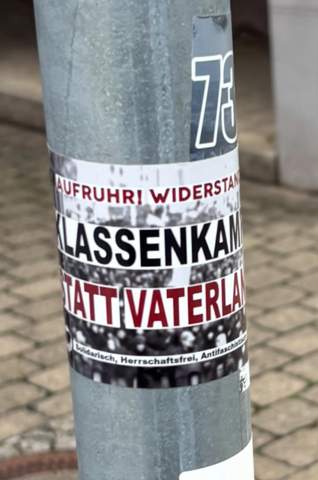 73
AUFRUHR! WIDERSTAN
KLASSENKAM
STATT VATERLAN
Solidarisch, Herrschaftsfrei, Antifaschis